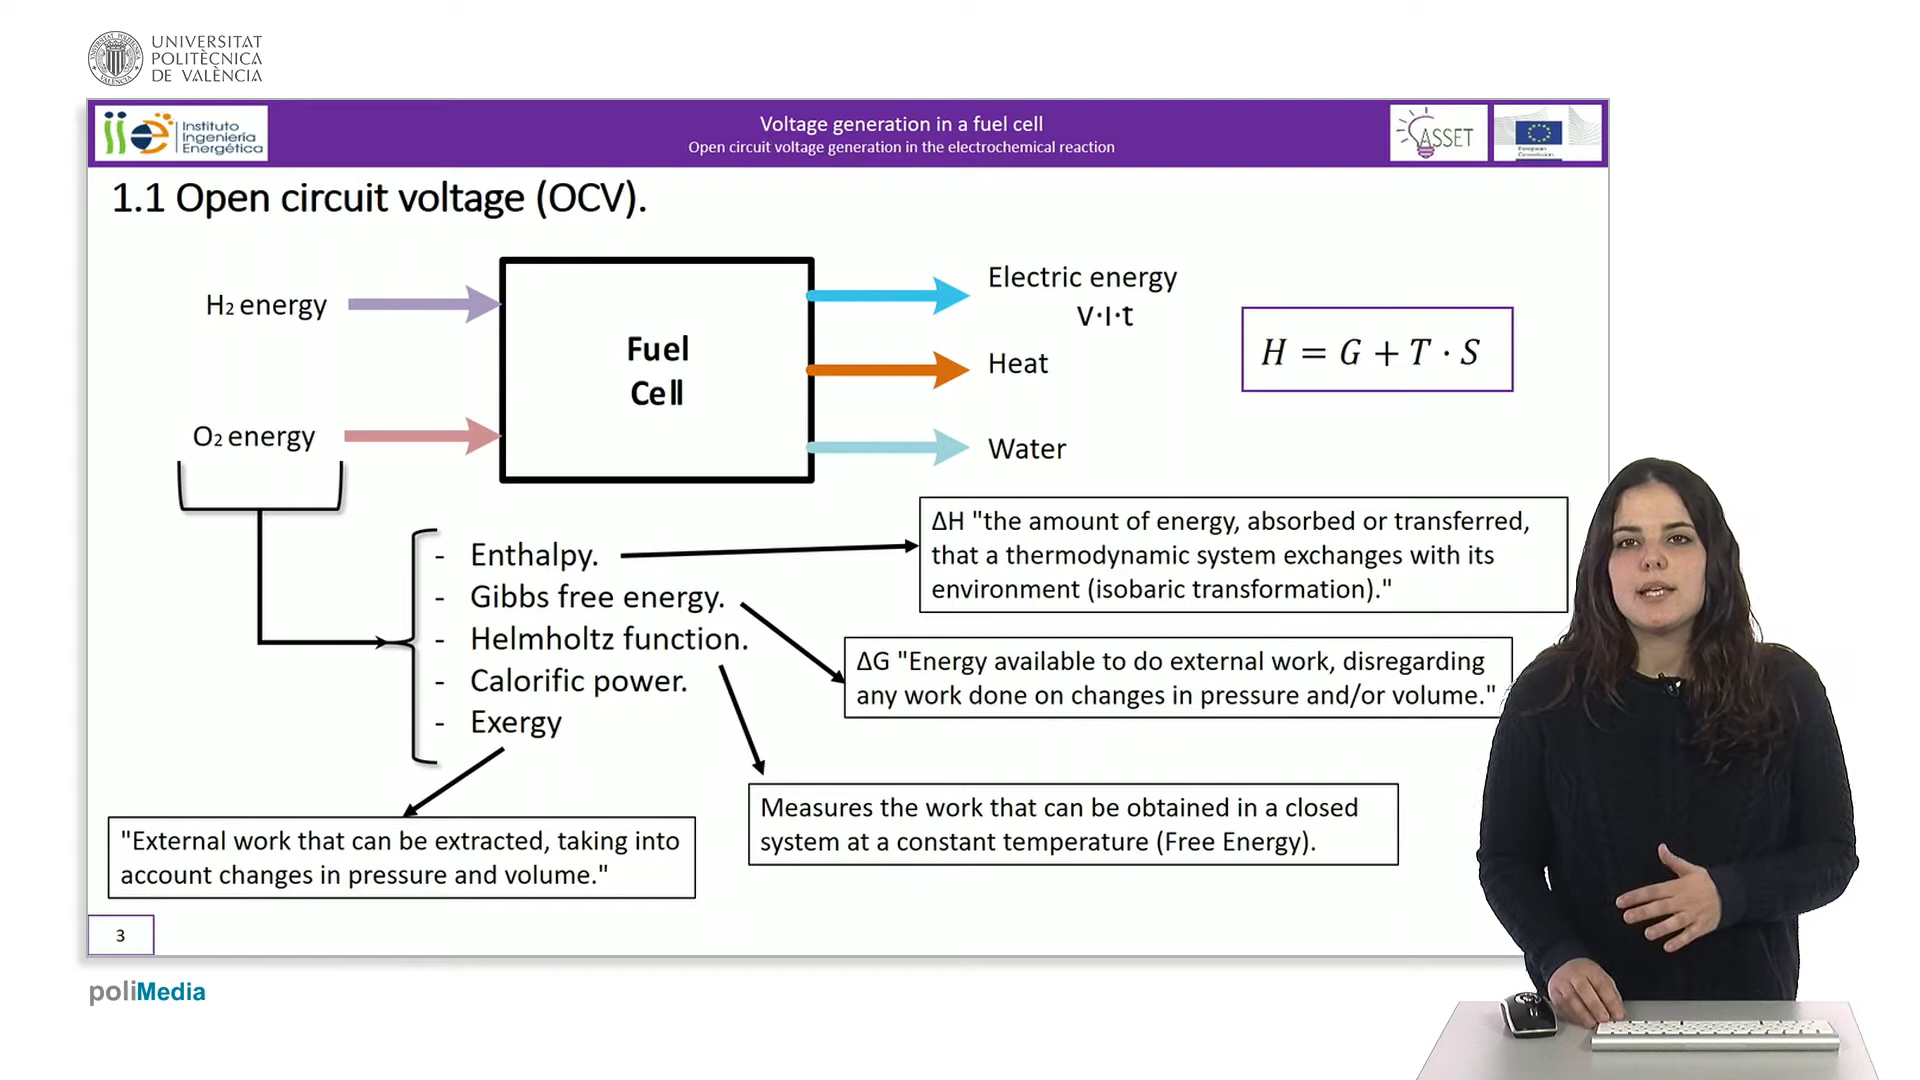 UNIVERSITAT
POLITÈCNICA
DE VALÈNCIA
iie
Instituto
Ingeniería
Energética
Voltage generation in a fuel cell
Open circuit voltage generation in the electrochemical reaction
ASSET
European
Commission
1.1 Open circuit voltage (OCV).
H2 energy
O2 energy
Fuel
Cell
Electric energy
V·I·t
Heat
Water
H = G + T · S
- Enthalpy.
- Gibbs free energy.
- Helmholtz function.
- Calorific power.
- Exergy
ΔH "the amount of energy, absorbed or transferred,
that a thermodynamic system exchanges with its
environment (isobaric transformation)."
ΔG "Energy available to do external work, disregarding
any work done on changes in pressure and/or volume."
Measures the work that can be obtained in a closed
system at a constant temperature (Free Energy).
"External work that can be extracted, taking into
account changes in pressure and volume."
3
poliMedia